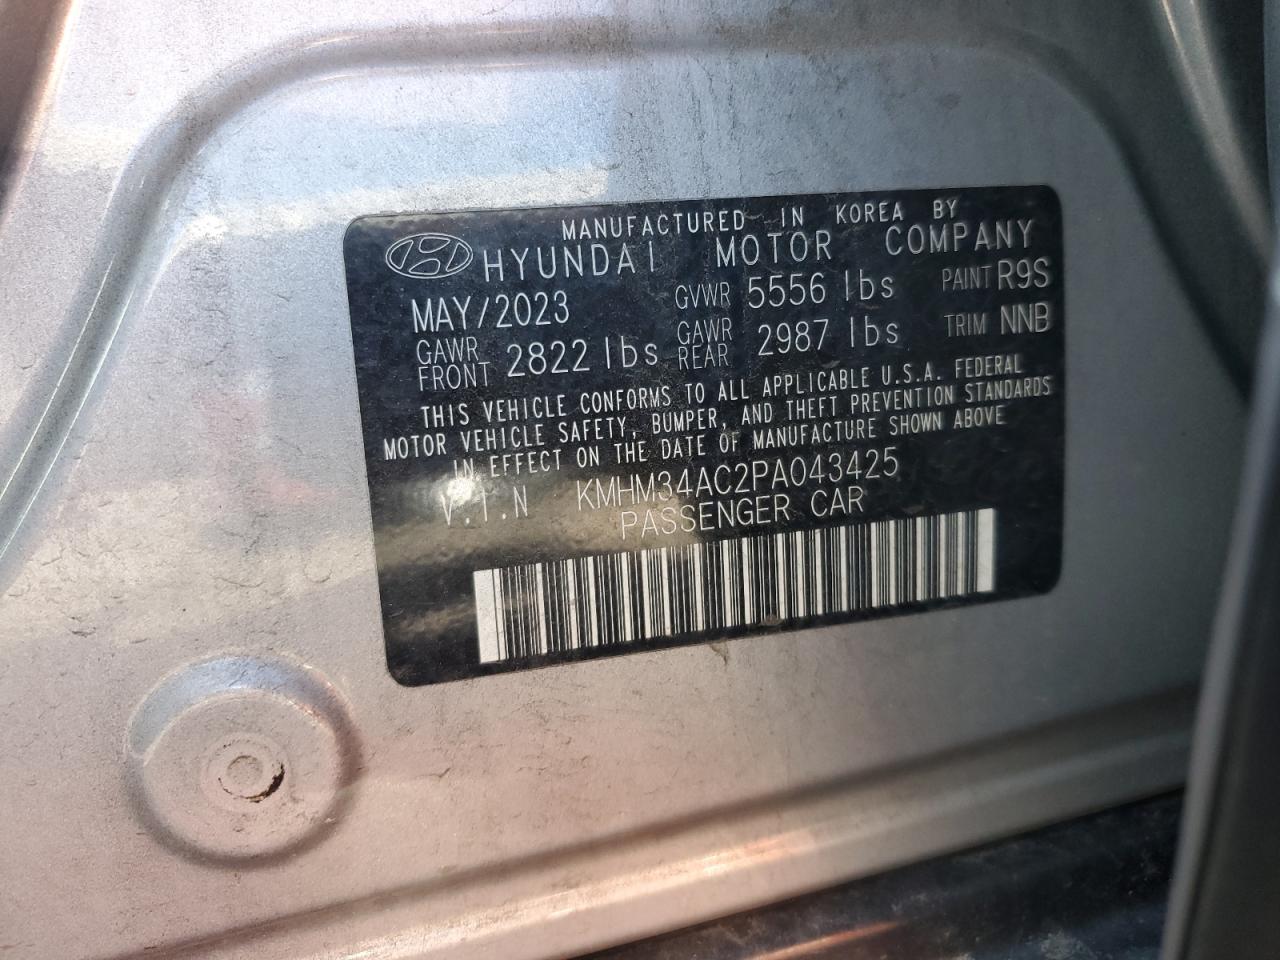 MANUFACTURED IN KOREA BY
HYUNDAI MOTOR COMPANY
MAY/2023 GVWR 5556 lbs PAINT R9S
GAWR FRONT 2822 lbs GAWR REAR 2987 lbs TRIM NNB
THIS VEHICLE CONFORMS TO ALL APPLICABLE U.S.A. FEDERAL
MOTOR VEHICLE SAFETY, BUMPER, AND THEFT PREVENTION STANDARDS
IN EFFECT ON THE DATE OF MANUFACTURE SHOWN ABOVE
V.I.N KMHM34AC2PA043425
PASSENGER CAR